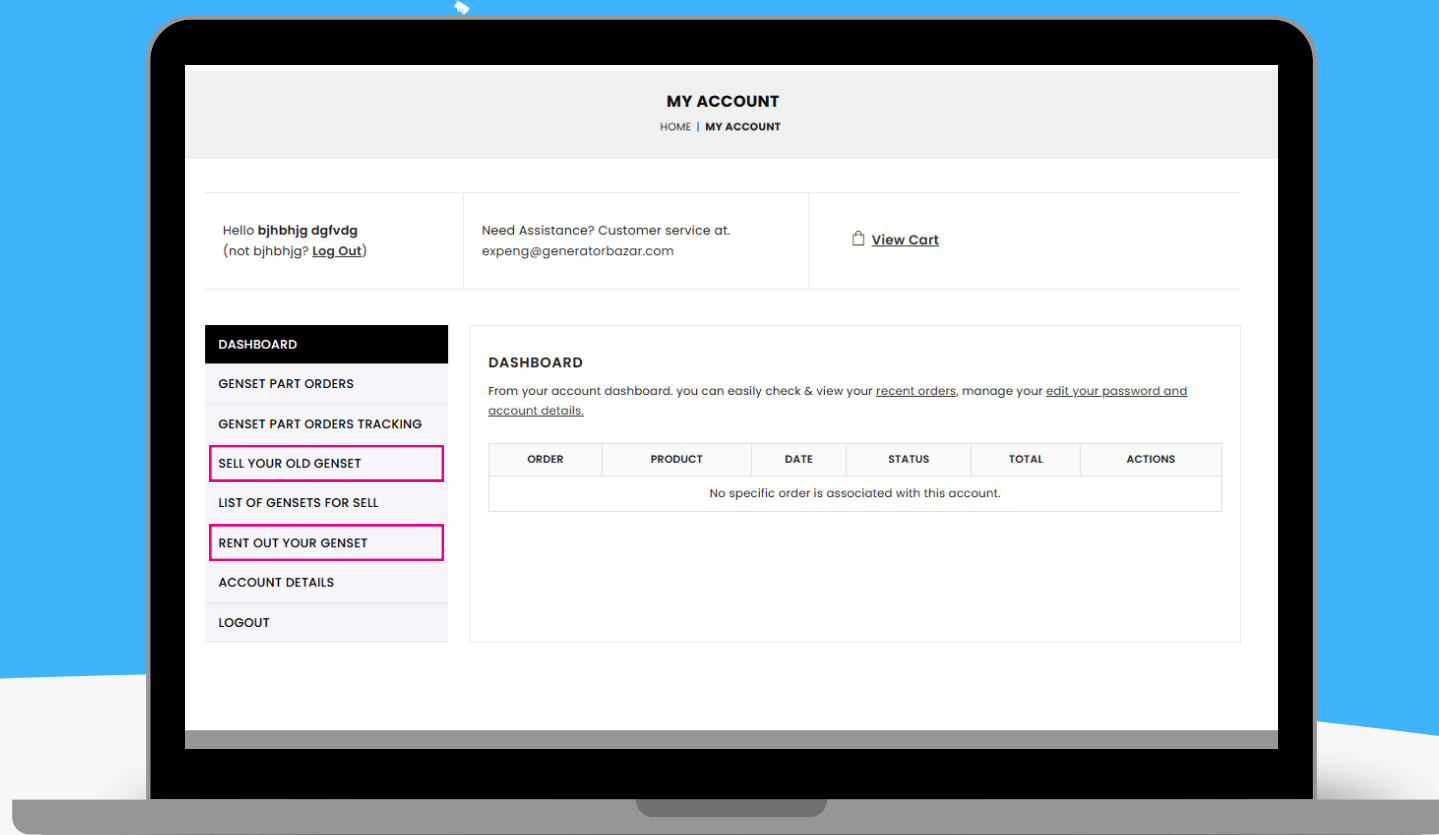 MY ACCOUNT
HOME | MY ACCOUNT
Hello bjhbhjg dgfvdg
(not bjhbhjg? Log Out)
Need Assistance? Customer service at.
expeng@generatorbazar.com
View Cart
DASHBOARD
GENSET PART ORDERS
GENSET PART ORDERS TRACKING
SELL YOUR OLD GENSET
LIST OF GENSETS FOR SELL
RENT OUT YOUR GENSET
ACCOUNT DETAILS
LOGOUT
DASHBOARD
From your account dashboard. you can easily check & view your recent orders, manage your edit your password and
account details.
ORDER PRODUCT DATE STATUS TOTAL ACTIONS
No specific order is associated with this account.